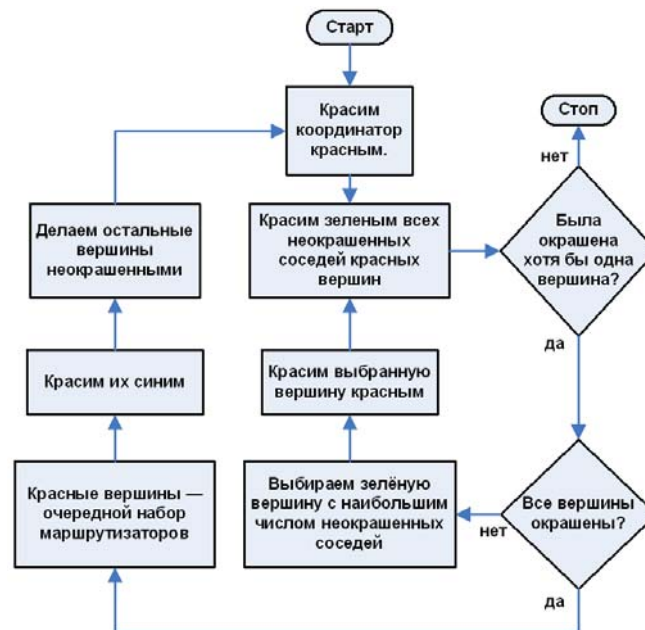 Старт
Красим
координатор
красным.
Стоп
нет
Делаем остальные
вершины
неокрашенными
Красим зеленым всех
неокрашенных
соседей красных
вершин
Была
окрашена
хотя бы одна
вершина?
да
Красим их синим
Красим выбранную
вершину красным
Красные вершины —
очередной набор
маршрутизаторов
Выбираем зелёную
вершину с наибольшим
числом неокрашенных
соседей
нет
Все вершины
окрашены?
да